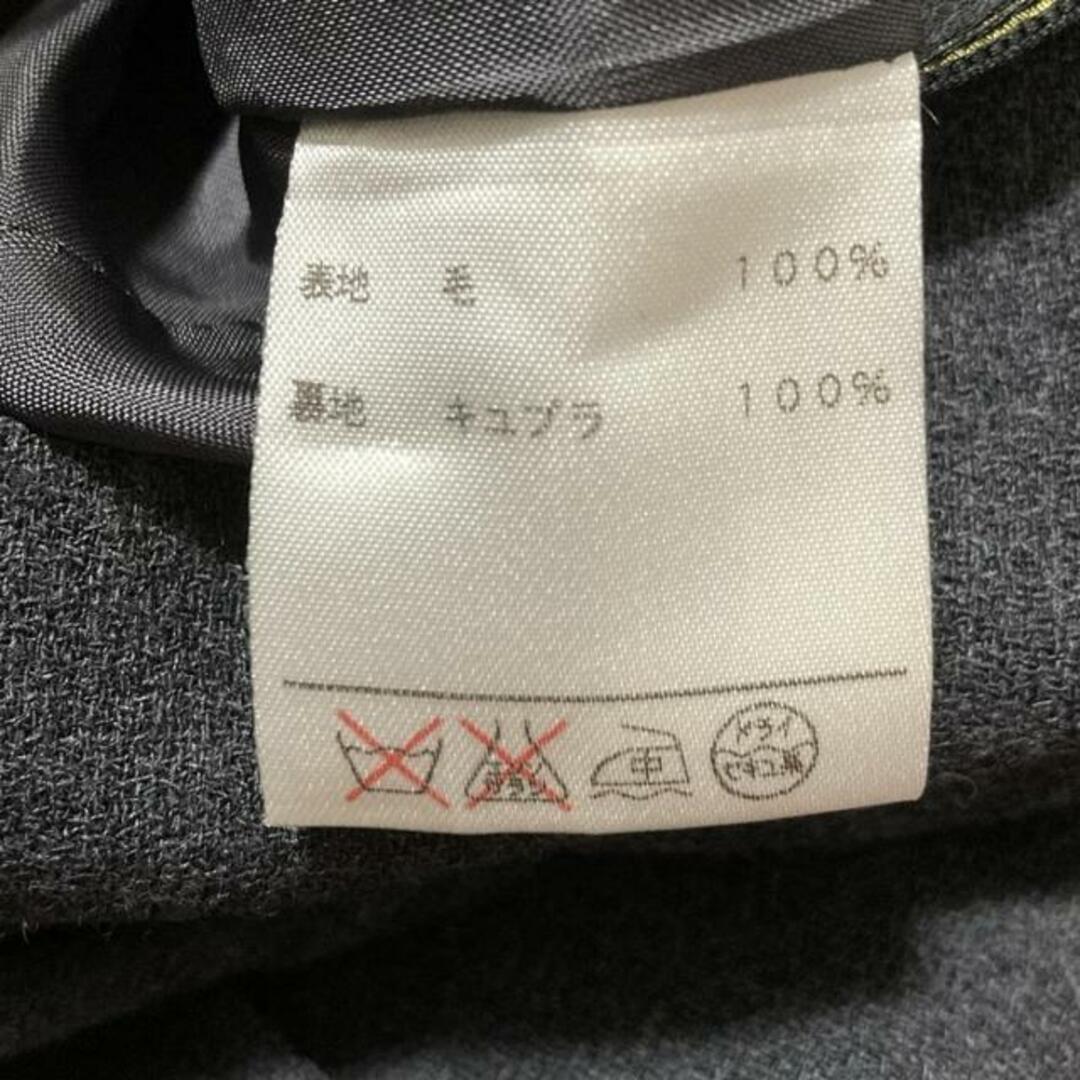 表地 毛 100%
裏地 キュプラ 100%
中
ドライ
セキユ系